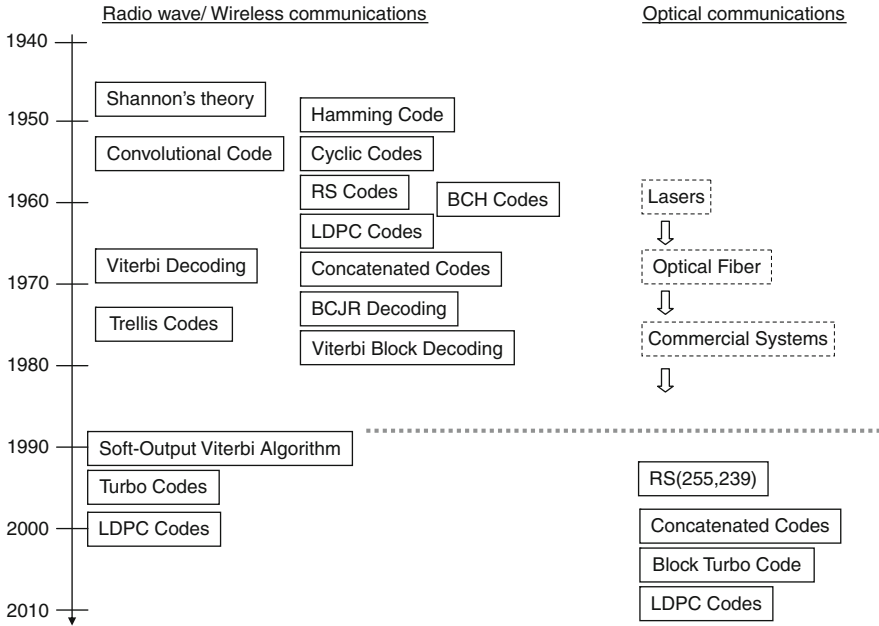 Radio wave/ Wireless communications
Optical communications
1940
Shannon's theory
Hamming Code
1950
Convolutional Code
Cyclic Codes
RS Codes
BCH Codes
Lasers
1960
LDPC Codes
Viterbi Decoding
Concatenated Codes
Optical Fiber
1970
BCJR Decoding
Trellis Codes
Commercial Systems
Viterbi Block Decoding
1980
1990
Soft-Output Viterbi Algorithm
Turbo Codes
RS(255,239)
2000
LDPC Codes
Concatenated Codes
Block Turbo Code
LDPC Codes
2010